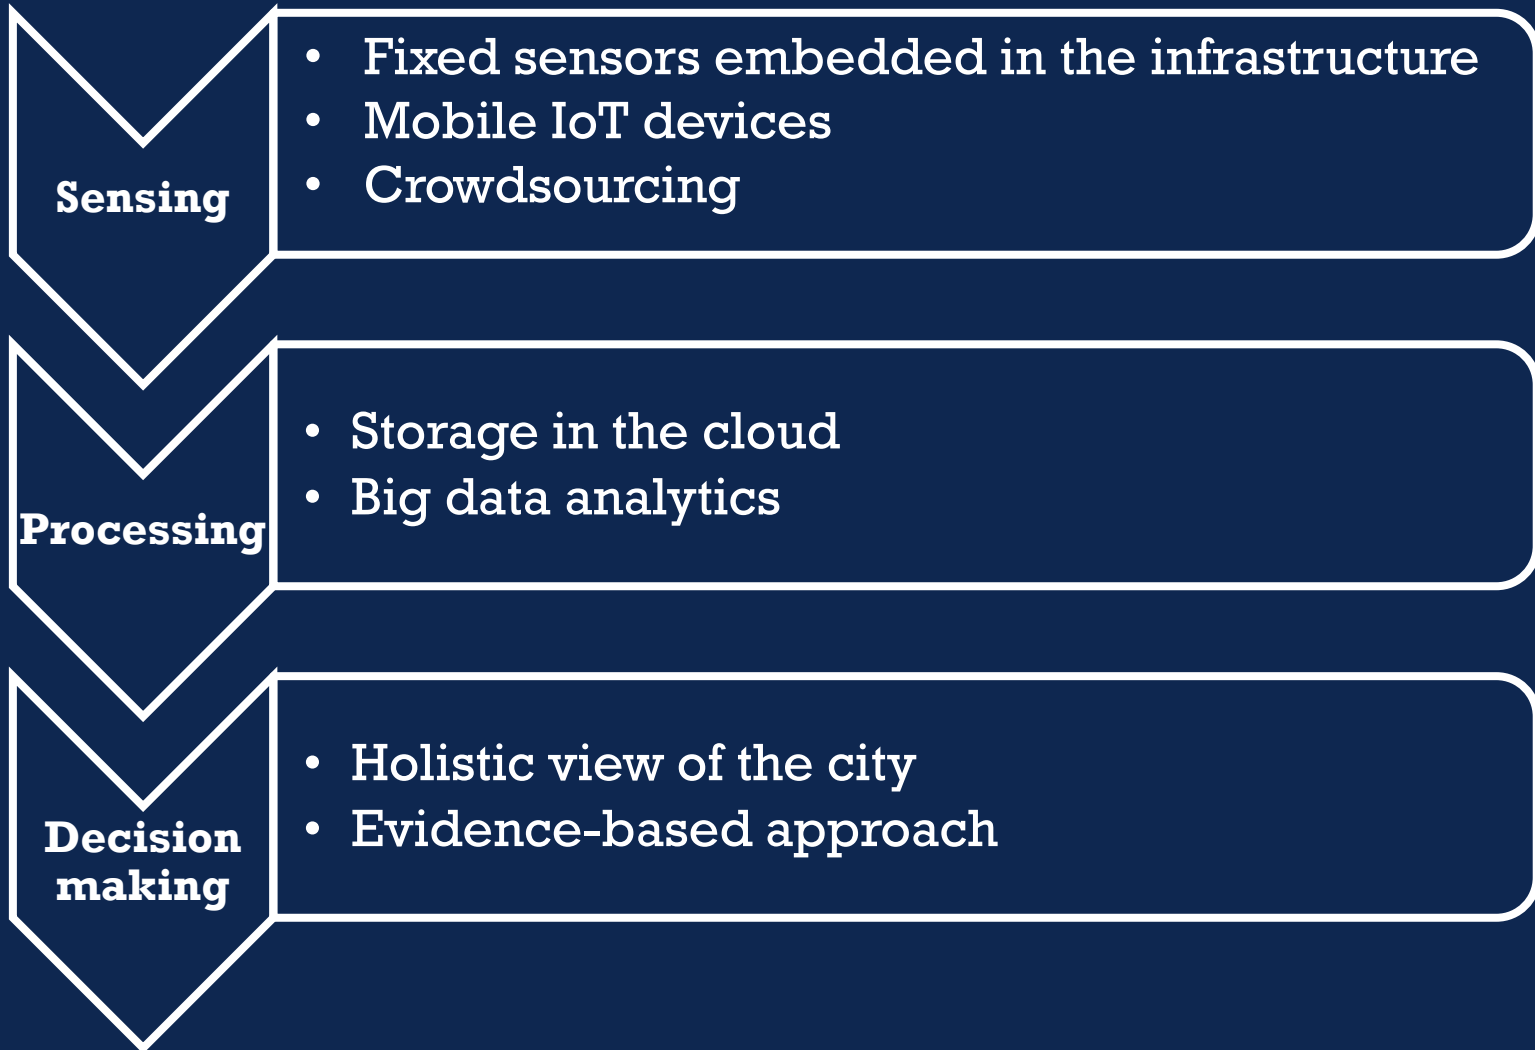 Sensing
• Fixed sensors embedded in the infrastructure
• Mobile IoT devices
• Crowdsourcing
Processing
• Storage in the cloud
• Big data analytics
Decision
making
• Holistic view of the city
• Evidence-based approach